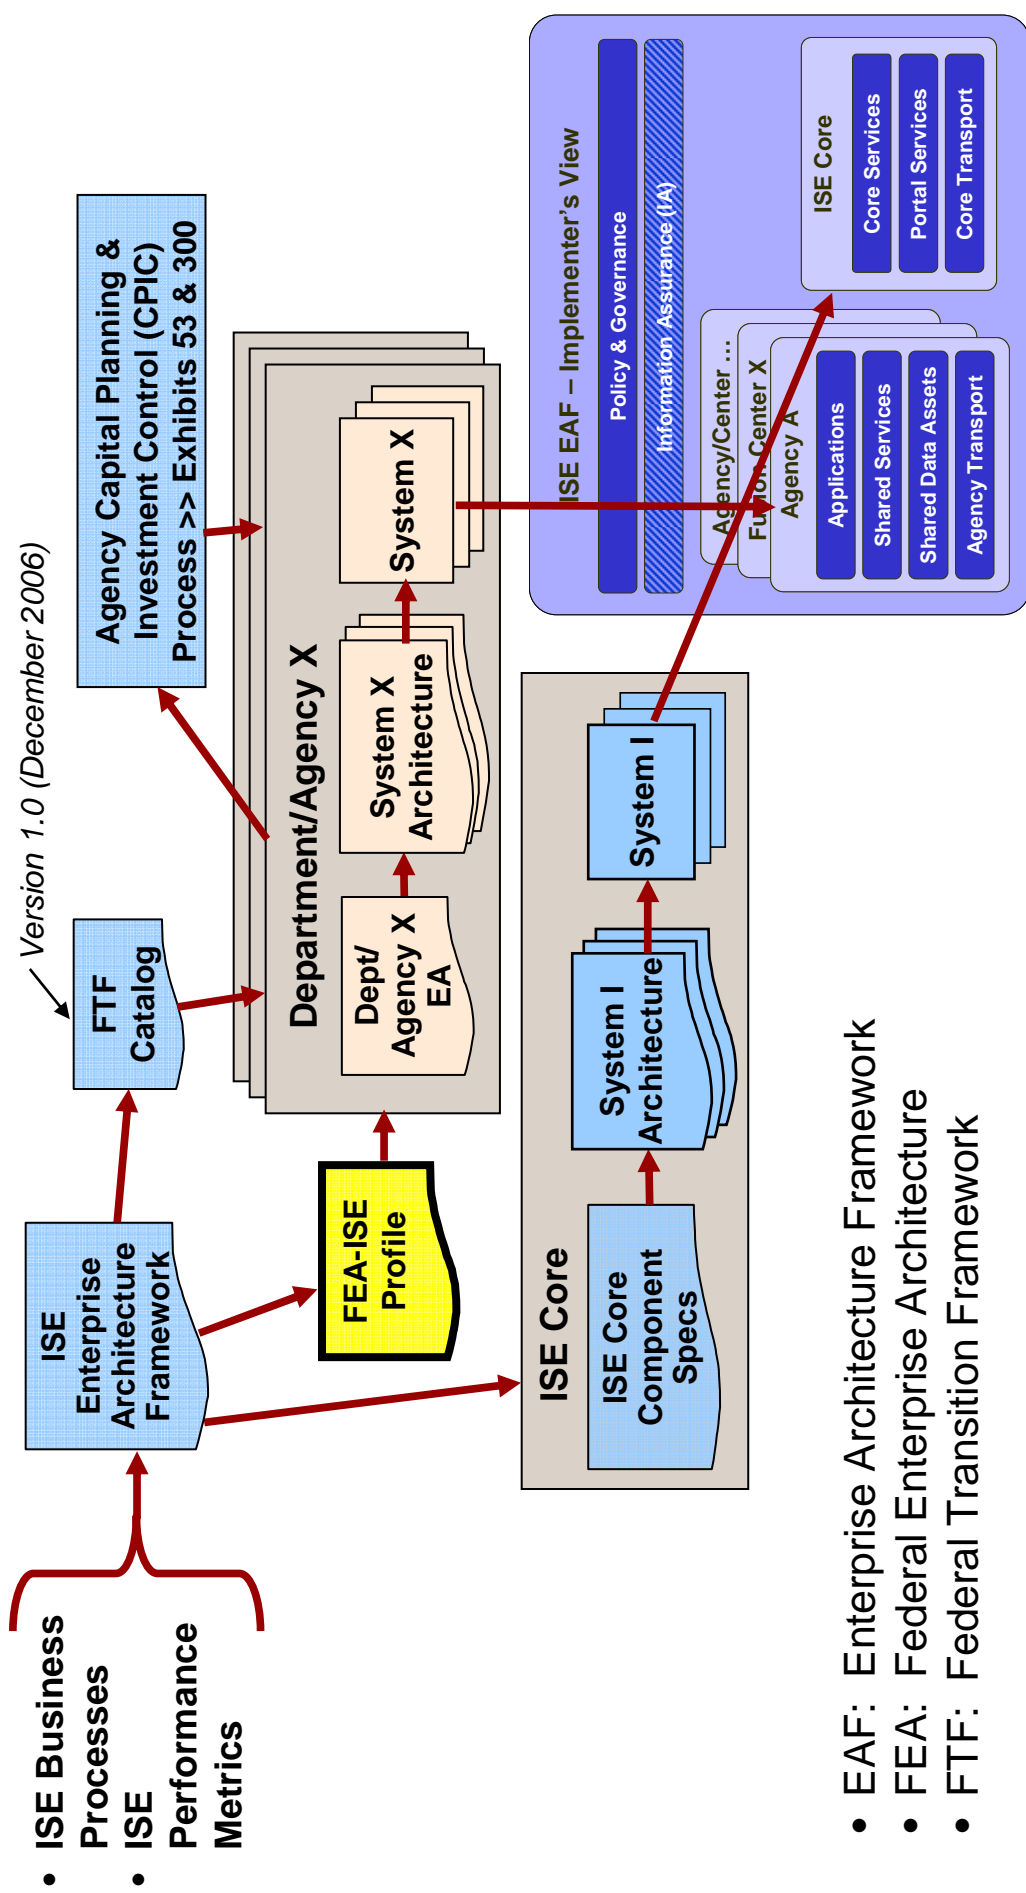 • ISE Business
Processes
• ISE
Performance
Metrics
ISE
Enterprise
Architecture
Framework
Version 1.0 (December 2006)
FTF
Catalog
Agency Capital Planning &
Investment Control (CPIC)
Process >> Exhibits 53 & 300
FEA-ISE
Profile
Department/Agency X
Dept/
Agency X
EA
System X
Architecture
System X
ISE Core
ISE Core
Component
Specs
System I
Architecture
System I
ISE EAF – Implementer’s View
Policy & Governance
Information Assurance (IA)
Agency/Center ...
Fusion Center X
Agency A
Applications
Shared Services
Shared Data Assets
Agency Transport
ISE Core
Core Services
Portal Services
Core Transport
• EAF: Enterprise Architecture Framework
• FEA: Federal Enterprise Architecture
• FTF: Federal Transition Framework